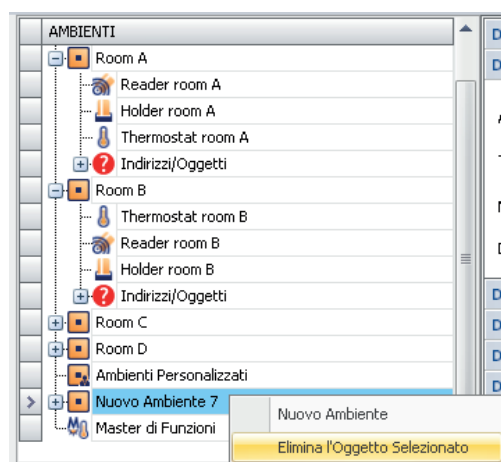 AMBIENTI
Room A
Reader room A
Holder room A
Thermostat room A
Indirizzi/Oggetti
Room B
Thermostat room B
Reader room B
Holder room B
Indirizzi/Oggetti
Room C
Room D
Ambienti Personalizzati
Nuovo Ambiente 7
Nuovo Ambiente
Master di Funzioni
Elimina l'Oggetto Selezionato